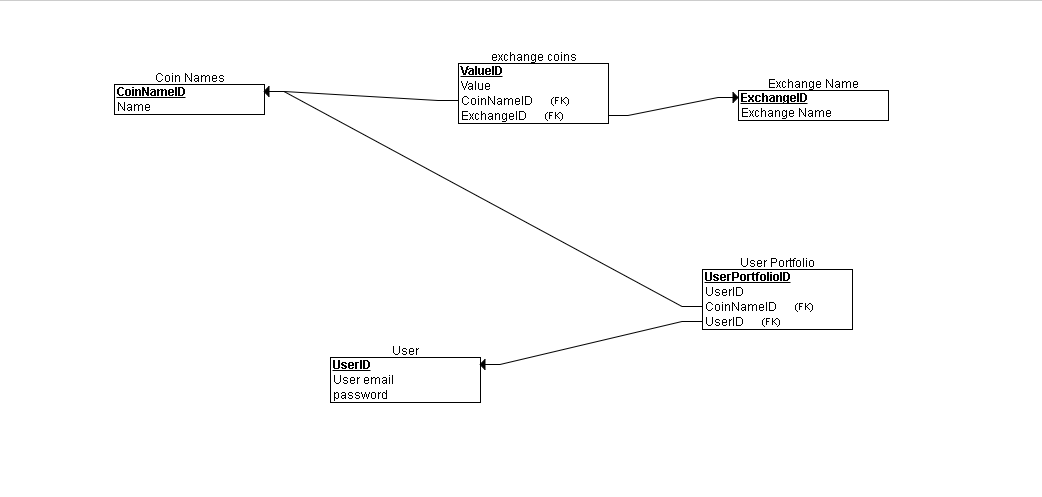 exchange coins
ValueID
Value
CoinNameID (FK)
ExchangeID (FK)
Coin Names
CoinNameID
Name
Exchange Name
ExchangeID
Exchange Name
User Portfolio
UserPortfolioID
UserID
CoinNameID (FK)
UserID (FK)
User
UserID
User email
password